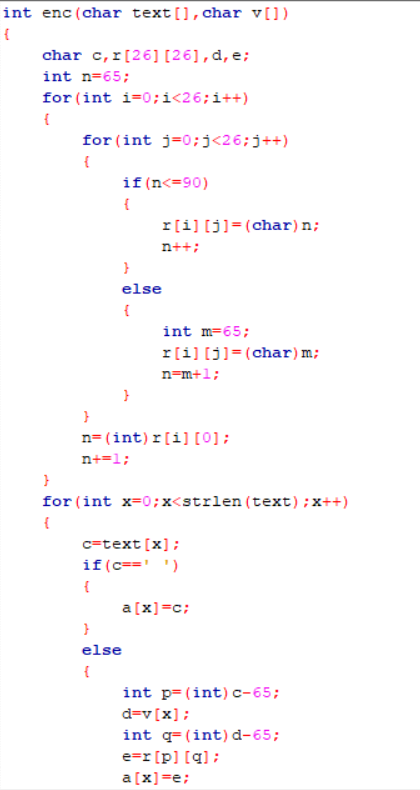 int enc(char text[],char v[])
{
    char c,r[26][26],d,e;
    int n=65;
    for(int i=0;i<26;i++)
    {
        for(int j=0;j<26;j++)
        {
            if(n<=90)
            {
                r[i][j]=(char)n;
                n++;
            }
            else
            {
                int m=65;
                r[i][j]=(char)m;
                n=m+1;
            }
        }
        n=(int)r[i][0];
        n+=1;
    }
    for(int x=0;x<strlen(text);x++)
    {
        c=text[x];
        if(c==' ')
        {
            a[x]=c;
        }
        else
        {
            int p=(int)c-65;
            d=v[x];
            int q=(int)d-65;
            e=r[p][q];
            a[x]=e;